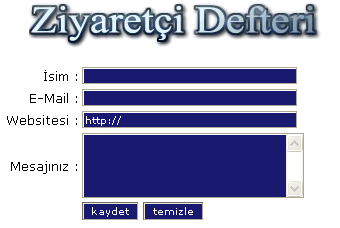 Ziyaretçi Defteri
İsim :
E-Mail :
Websitesi : http://
Mesajınız :
kaydet temizle